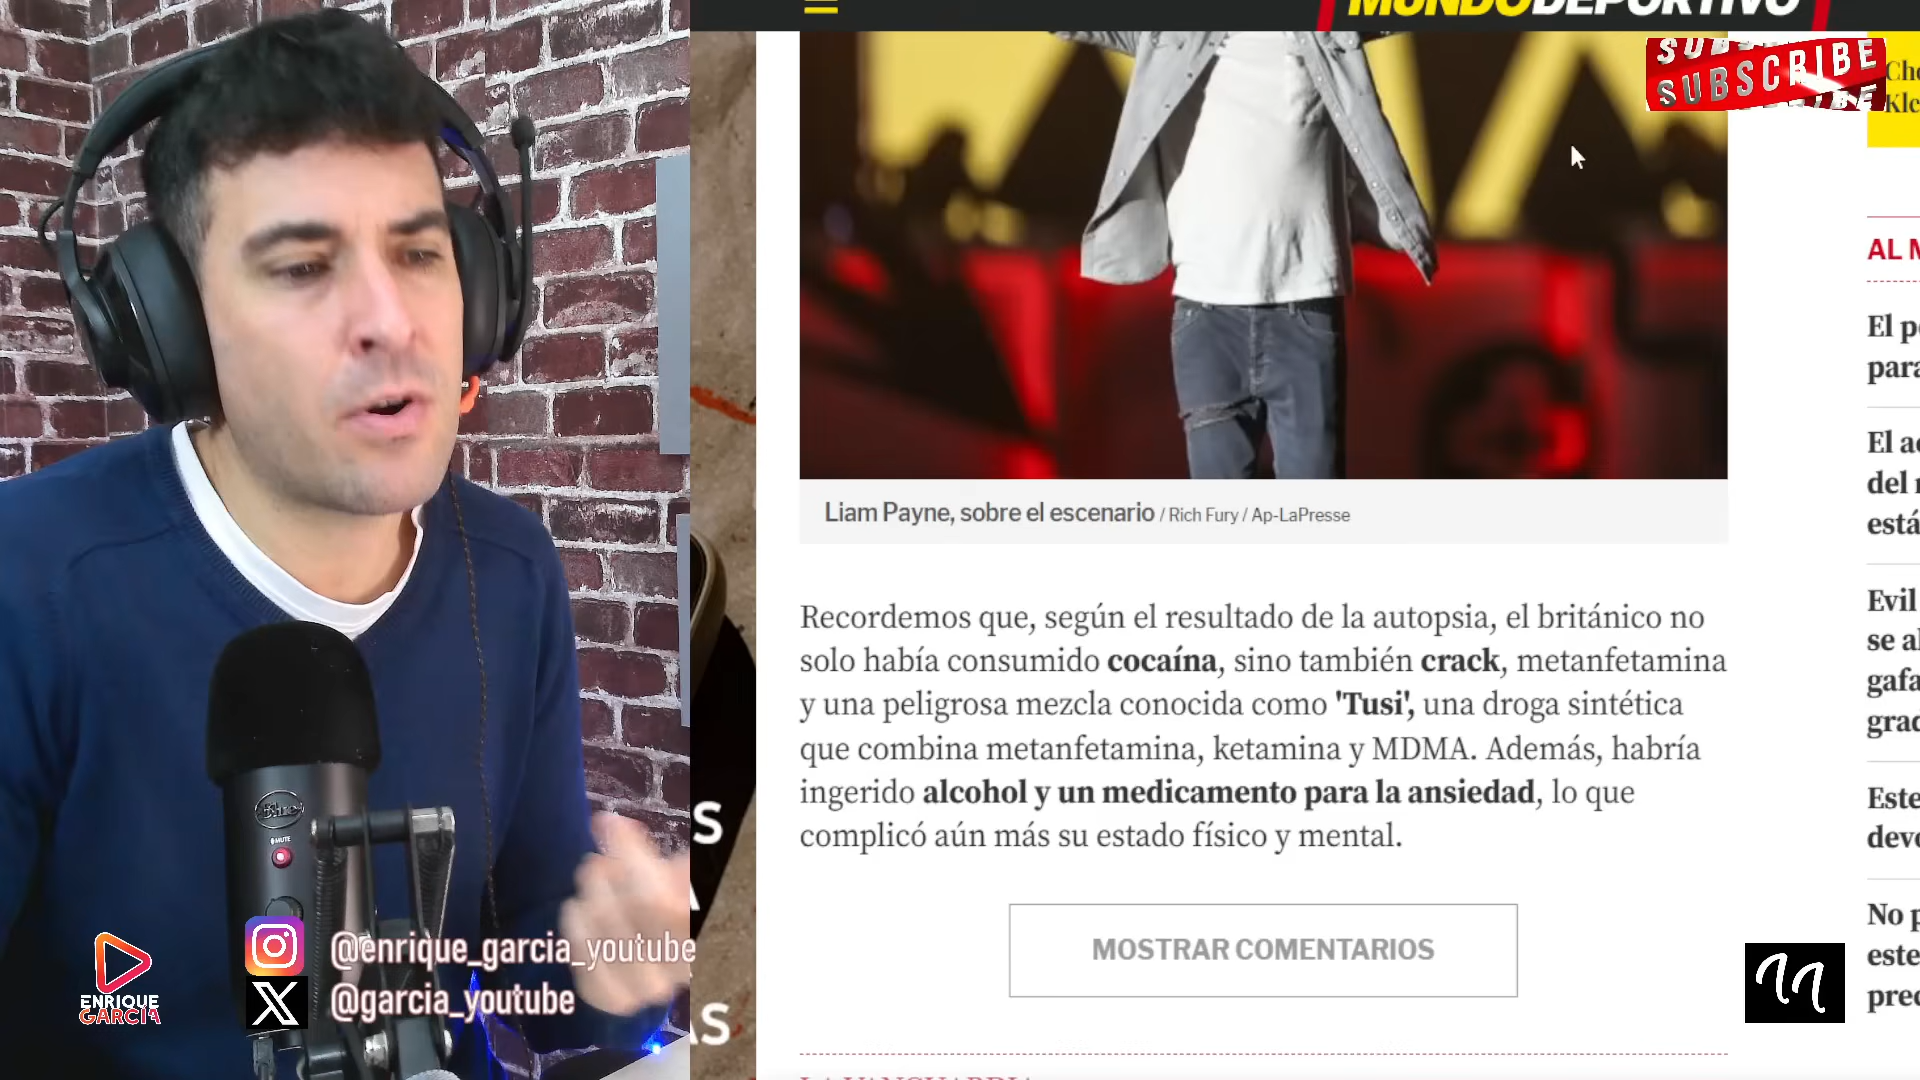 MUNDODEPORTIVO
SUBSCRIBE
SUBSCRIBE
Liam Payne, sobre el escenario / Rich Fury / Ap-LaPresse
Recordemos que, según el resultado de la autopsia, el británico no
solo había consumido cocaína, sino también crack, metanfetamina
y una peligrosa mezcla conocida como 'Tusi', una droga sintética
que combina metanfetamina, ketamina y MDMA. Además, habría
ingerido alcohol y un medicamento para la ansiedad, lo que
complicó aún más su estado físico y mental.
MOSTRAR COMENTARIOS
AL
El
para
El
del
está
Evil
se
Este
No
este
S
AS
Blue
MUTE
ENRIQUE
GARCIA
@enrique_garcia_youtube
@garcia_youtube